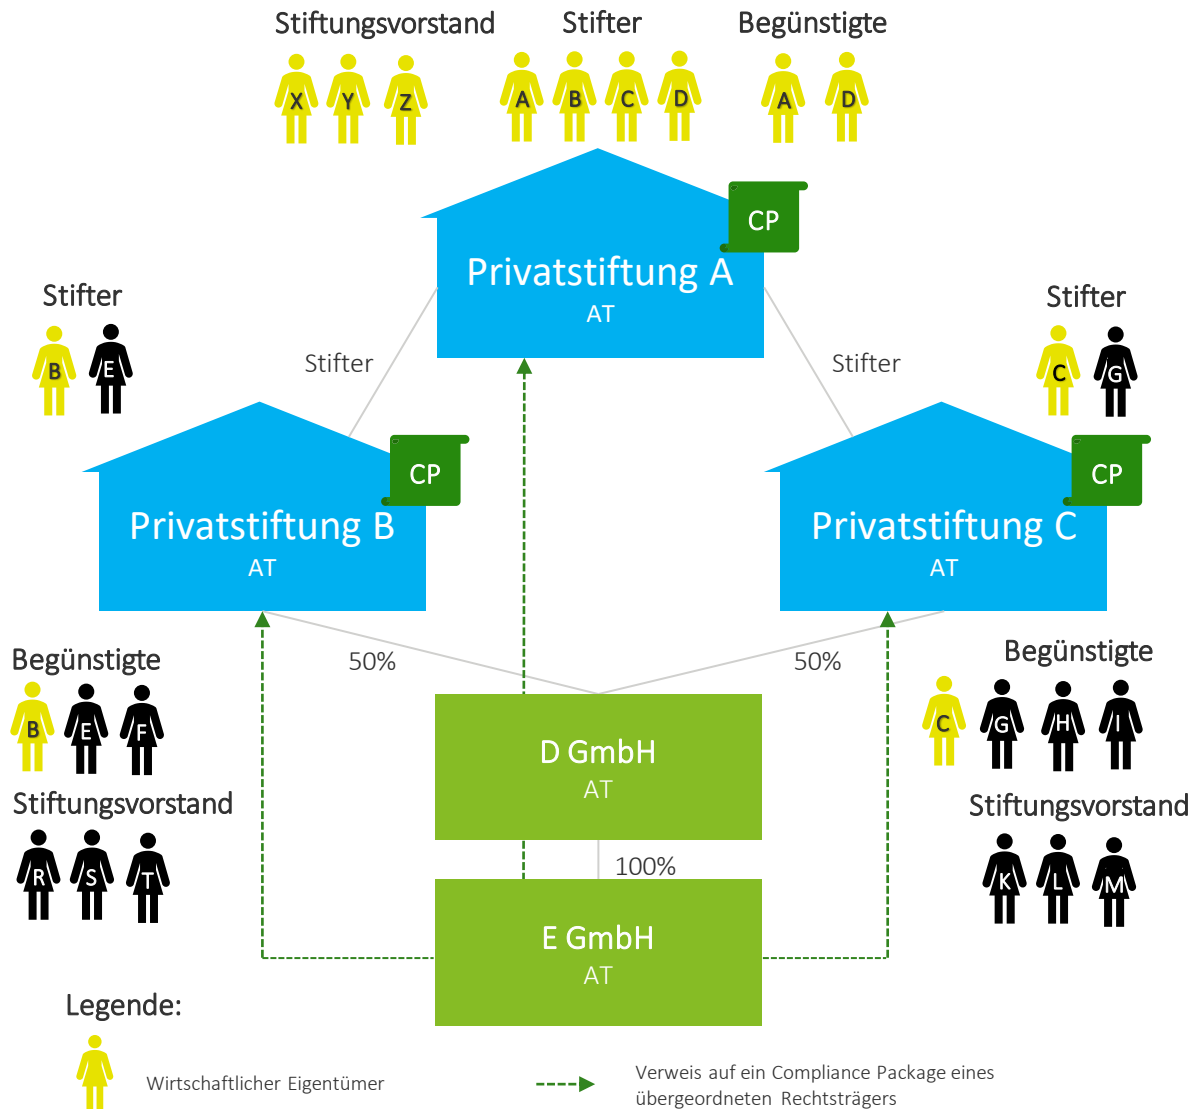 Stiftungsvorstand
Stifter
Begünstigte
X Y Z
A B C D
A D
CP
Privatstiftung A
AT
Stifter
B E
Stifter
Stifter
Stifter
C G
CP
Privatstiftung B
AT
CP
Privatstiftung C
AT
50%
50%
Begünstigte
B E F
Stiftungsvorstand
R S T
Begünstigte
C G H I
Stiftungsvorstand
K L M
D GmbH
AT
100%
E GmbH
AT
Legende:
Wirtschaftlicher Eigentümer
Verweis auf ein Compliance Package eines
übergeordneten Rechtsträgers